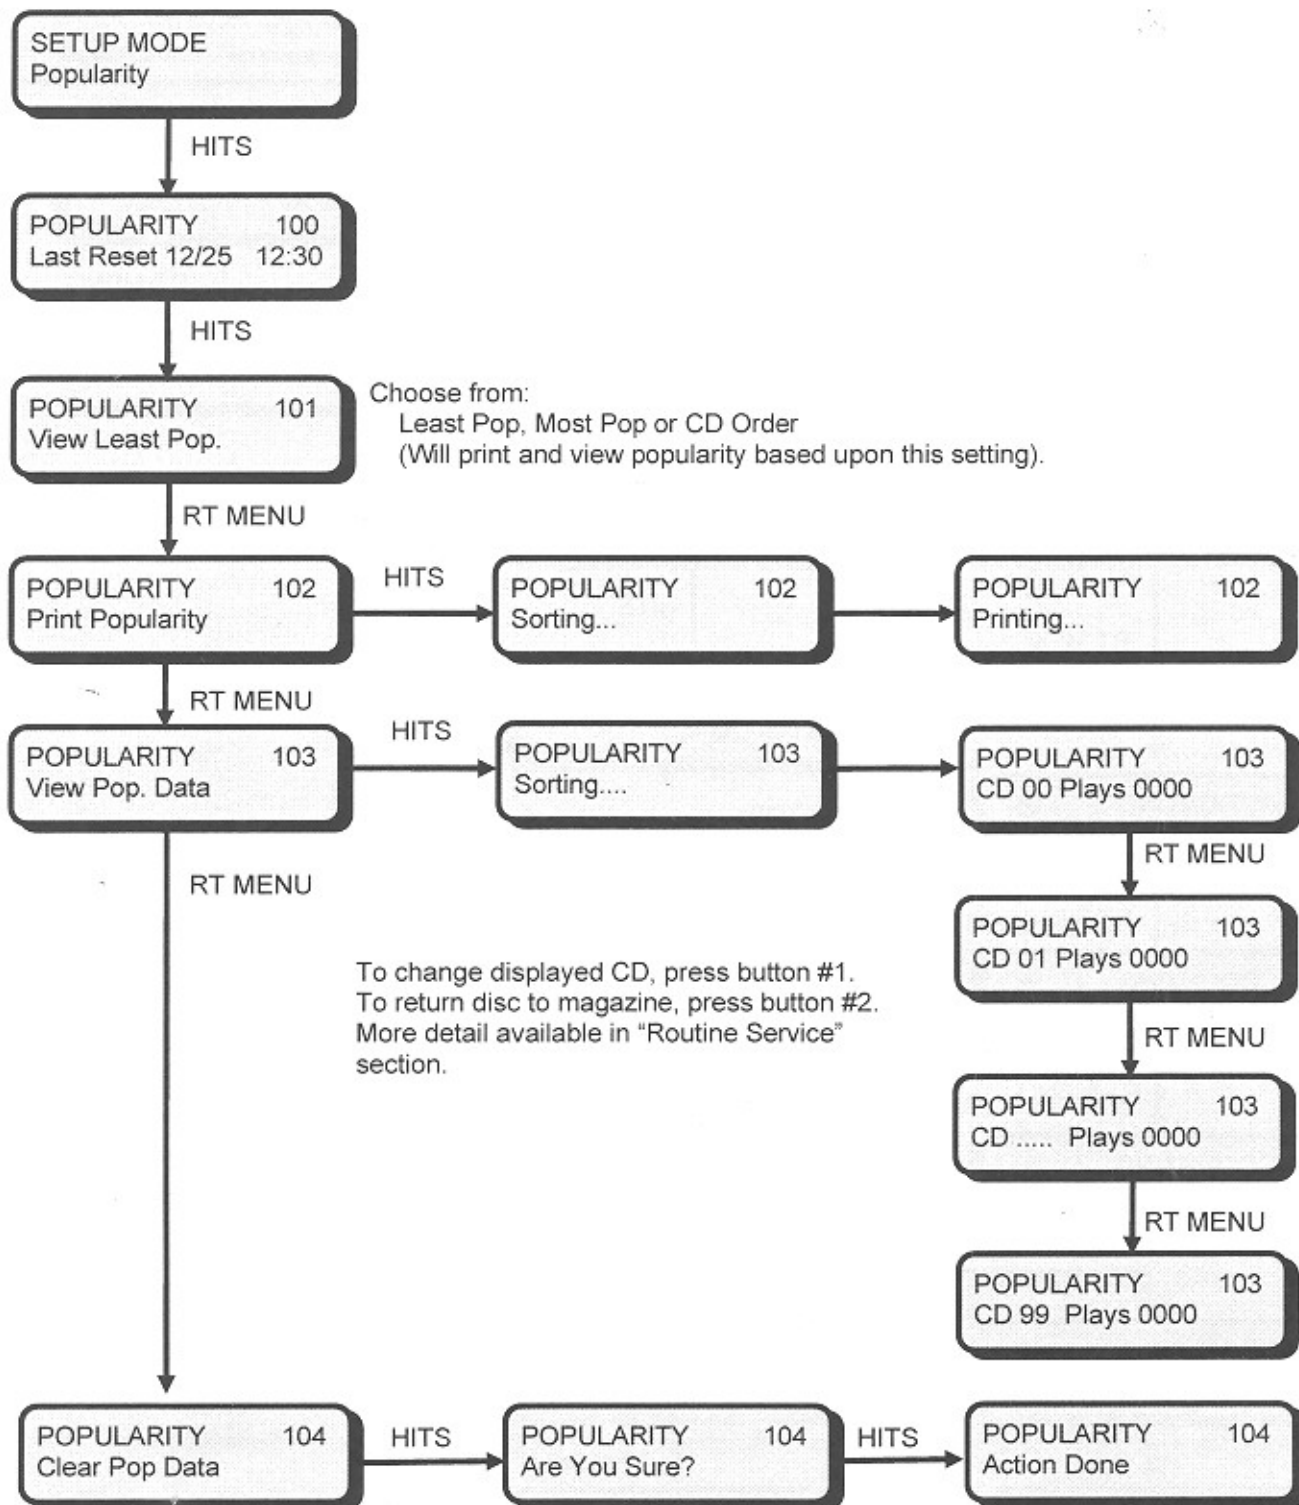 SETUP MODE
Popularity
HITS
POPULARITY 100
Last Reset 12/25 12:30
HITS
POPULARITY 101
View Least Pop.
Choose from:
Least Pop, Most Pop or CD Order
(Will print and view popularity based upon this setting).
RT MENU
POPULARITY 102
Print Popularity
HITS
POPULARITY 102
Sorting...
POPULARITY 102
Printing...
RT MENU
POPULARITY 103
View Pop. Data
HITS
POPULARITY 103
Sorting....
POPULARITY 103
CD 00 Plays 0000
RT MENU
POPULARITY 103
CD 01 Plays 0000
RT MENU
POPULARITY 103
CD ..... Plays 0000
RT MENU
POPULARITY 103
CD 99 Plays 0000
RT MENU
To change displayed CD, press button #1.
To return disc to magazine, press button #2.
More detail available in “Routine Service”
section.
POPULARITY 104
Clear Pop Data
HITS
POPULARITY 104
Are You Sure?
HITS
POPULARITY 104
Action Done